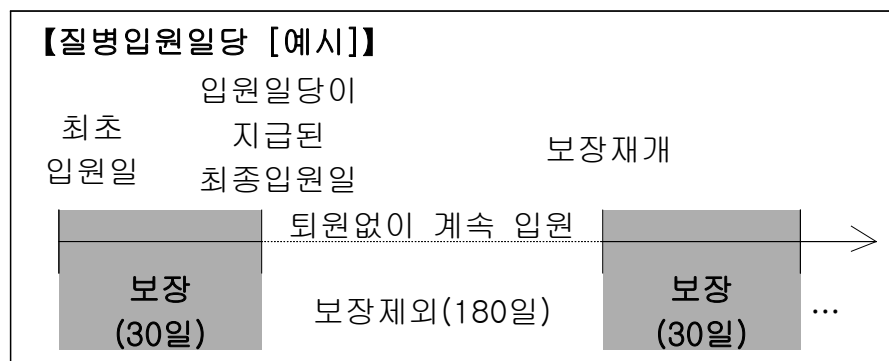 【질병입원일당 [예시]】
최초
입원일
입원일당이
지급된
최종입원일
보장재개
퇴원없이 계속 입원
보장
(30일)
보장제외(180일)
보장
(30일)
…